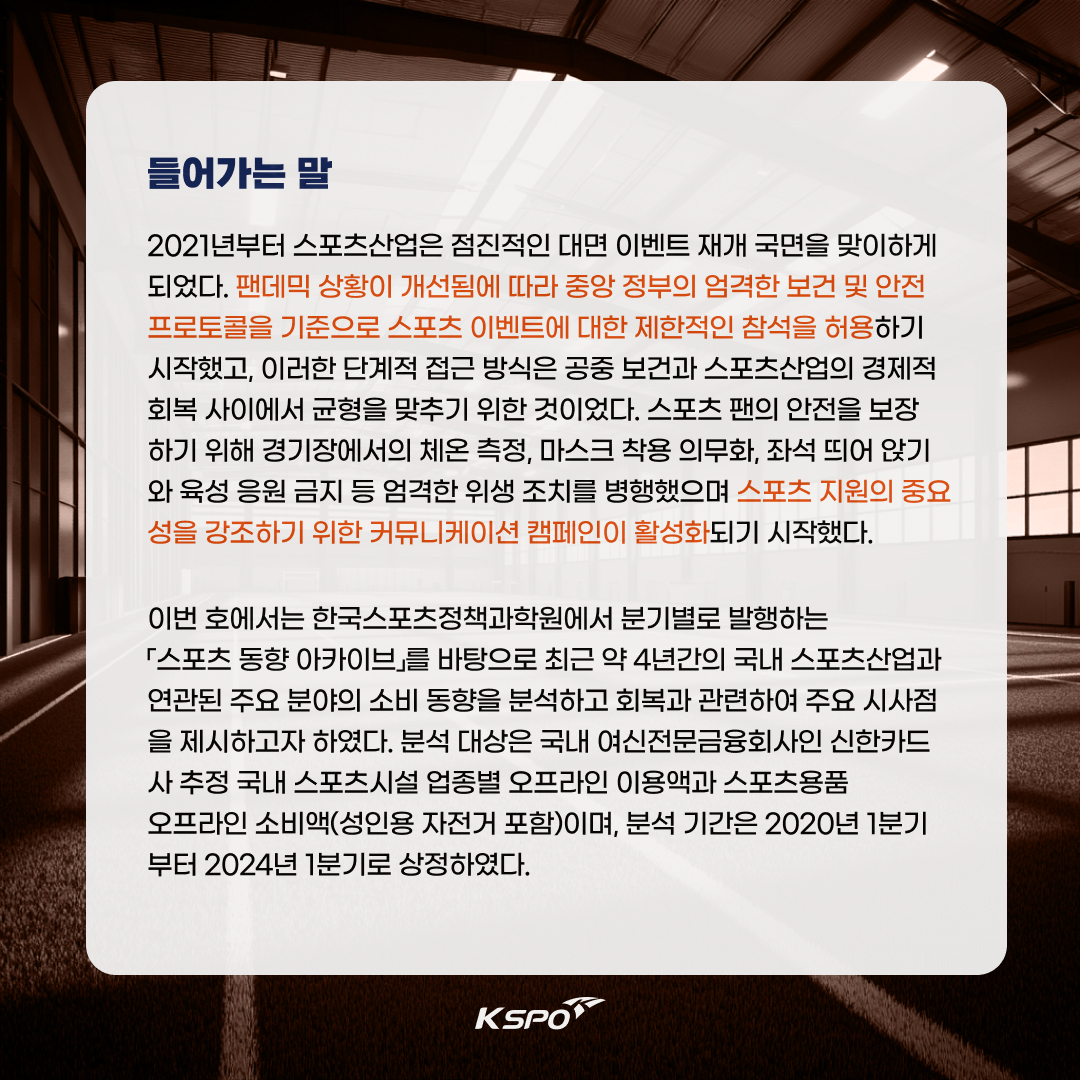 들어가는 말
2021년부터 스포츠산업은 점진적인 대면 이벤트 재개 국면을 맞이하게
되었다. 팬데믹 상황이 개선됨에 따라 중앙 정부의 엄격한 보건 및 안전
프로토콜을 기준으로 스포츠 이벤트에 대한 제한적인 참석을 허용하기
시작했고, 이러한 단계적 접근 방식은 공중 보건과 스포츠산업의 경제적
회복 사이에서 균형을 맞추기 위한 것이었다. 스포츠 팬의 안전을 보장
하기 위해 경기장에서의 체온 측정, 마스크 착용 의무화, 좌석 띄어 앉기
와 육성 응원 금지 등 엄격한 위생 조치를 병행했으며 스포츠 지원의 중요
성을 강조하기 위한 커뮤니케이션 캠페인이 활성화되기 시작했다.
이번 호에서는 한국스포츠정책과학원에서 분기별로 발행하는
「스포츠 동향 아카이브」를 바탕으로 최근 약 4년간의 국내 스포츠산업과
연관된 주요 분야의 소비 동향을 분석하고 회복과 관련하여 주요 시사점
을 제시하고자 하였다. 분석 대상은 국내 여신전문금융회사인 신한카드
사 추정 국내 스포츠시설 업종별 오프라인 이용액과 스포츠용품
오프라인 소비액(성인용 자전거 포함)이며, 분석 기간은 2020년 1분기
부터 2024년 1분기로 상정하였다.
KSPO